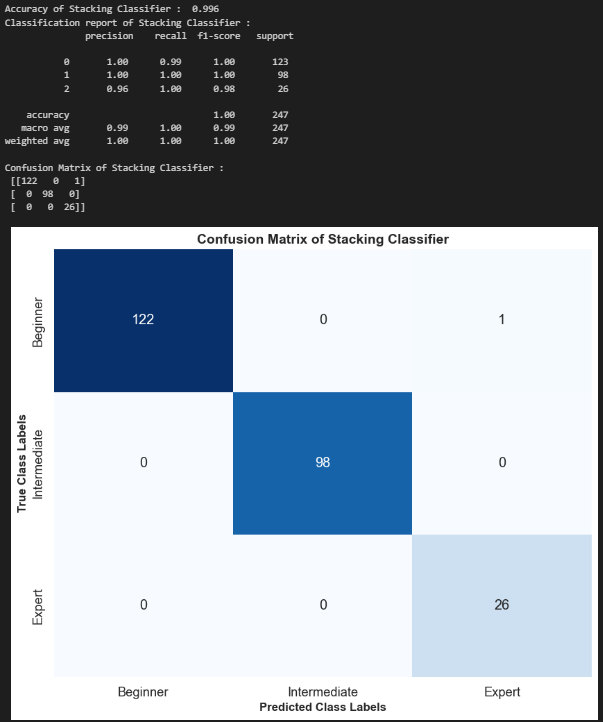 Accuracy of Stacking Classifier :  0.996
Classification report of Stacking Classifier :
              precision    recall  f1-score   support

           0       1.00      0.99      1.00       123
           1       1.00      1.00      1.00        98
           2       0.96      1.00      0.98        26

    accuracy                           1.00       247
   macro avg       0.99      1.00      0.99       247
weighted avg       1.00      1.00      1.00       247

Confusion Matrix of Stacking Classifier :
 [[122   0   1]
 [  0  98   0]
 [  0   0  26]]
Confusion Matrix of Stacking Classifier
True Class Labels
Beginner
122 0 1
Intermediate
0 98 0
Expert
0 0 26
Beginner Intermediate Expert
Predicted Class Labels